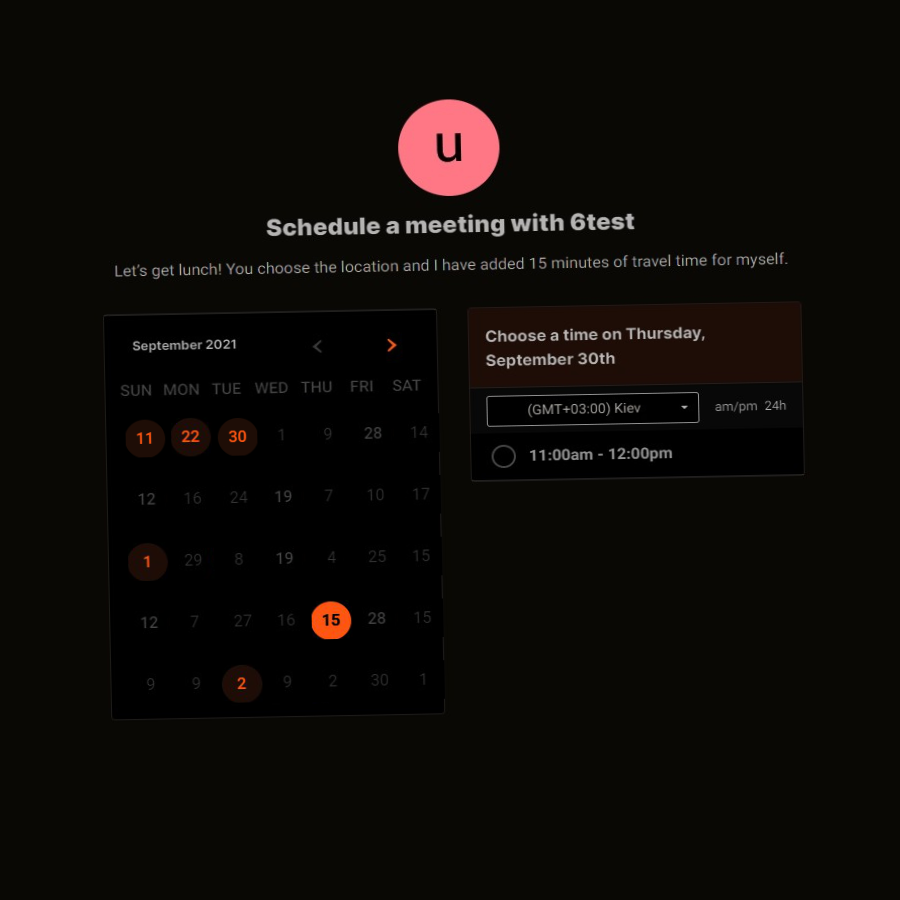 u
Schedule a meeting with 6test
Let's get lunch! You choose the location and I have added 15 minutes of travel time for myself.
September 2021
SUN MON TUE WED THU FRI SAT
11 22 30 1 9 28 14
12 16 24 19 7 10 17
1 29 8 19 4 25 15
12 7 27 16 15 28 15
9 9 2 9 2 30 1
Choose a time on Thursday,
September 30th
(GMT+03:00) Kiev am/pm 24h
11:00am - 12:00pm